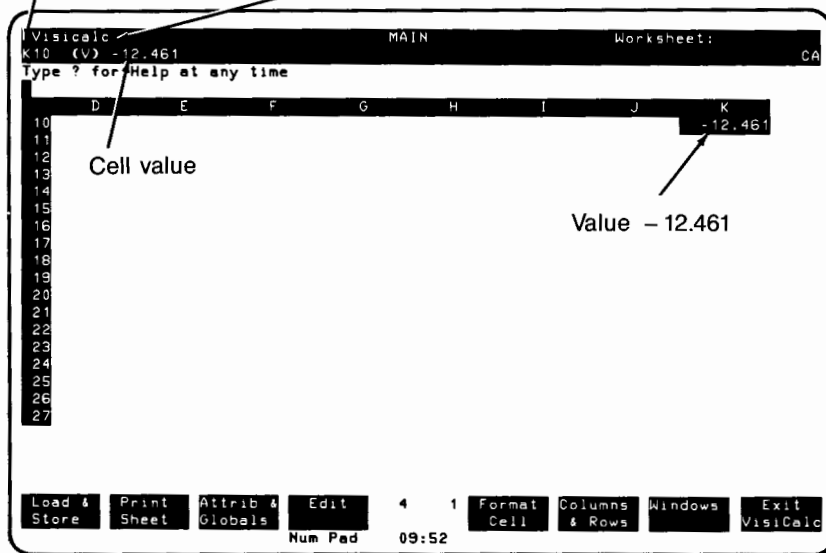 Visicalc MAIN Worksheet:
K10 (V) -12.461 CA
Type ? for Help at any time
D E F G H I J K
10 -12.461
11
12
Cell value
13
14
15
16 Value – 12.461
17
18
19
20
21
22
23
24
25
26
27
Load & Print Attrib & Edit 4 1 Format Columns Windows Exit
Store Sheet Globals Cell & Rows VisiCalc
Num Pad 09:52